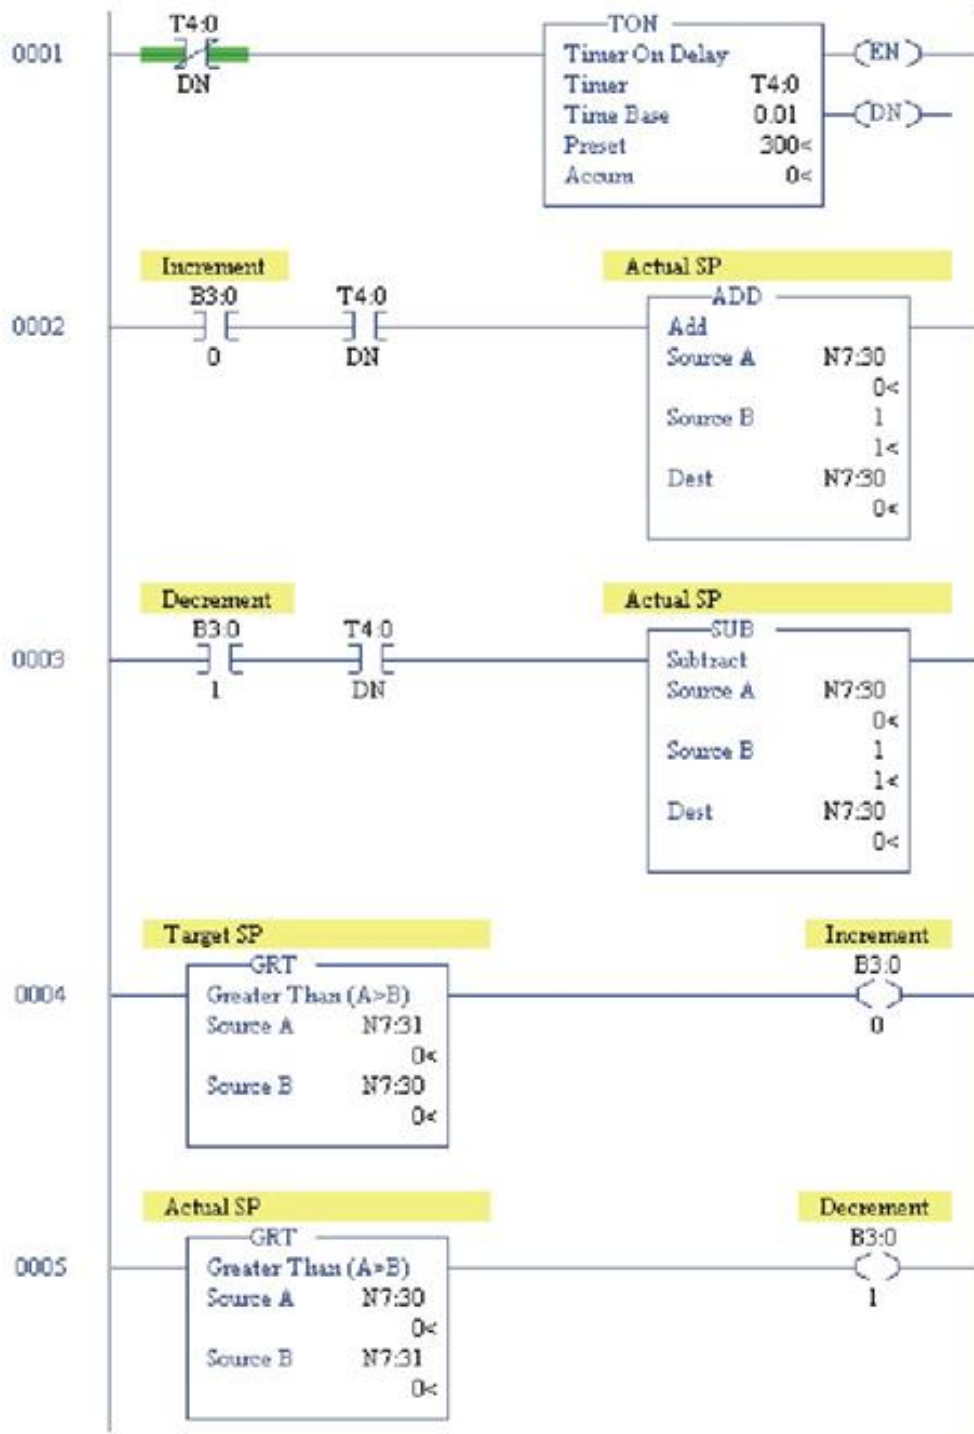 T4:0
0001
DN
TON
Timer On Delay
Timer T4:0
Time Base 0.01
Preset 300<
Accum 0<
(EN)
(DN)
Increment
Actual SP
B3:0
T4:0
ADD
0002
0
DN
Add
Source A N7:30
0<
Source B 1
1<
Dest N7:30
0<
Decrement
Actual SP
B3:0
T4:0
SUB
0003
1
DN
Subtract
Source A N7:30
0<
Source B 1
1<
Dest N7:30
0<
Target SP
Increment
GRT
B3:0
0004
Greater Than (A>B)
0
Source A N7:31
0<
Source B N7:30
0<
Actual SP
Decrement
GRT
B3:0
0005
Greater Than (A>B)
1
Source A N7:30
0<
Source B N7:31
0<